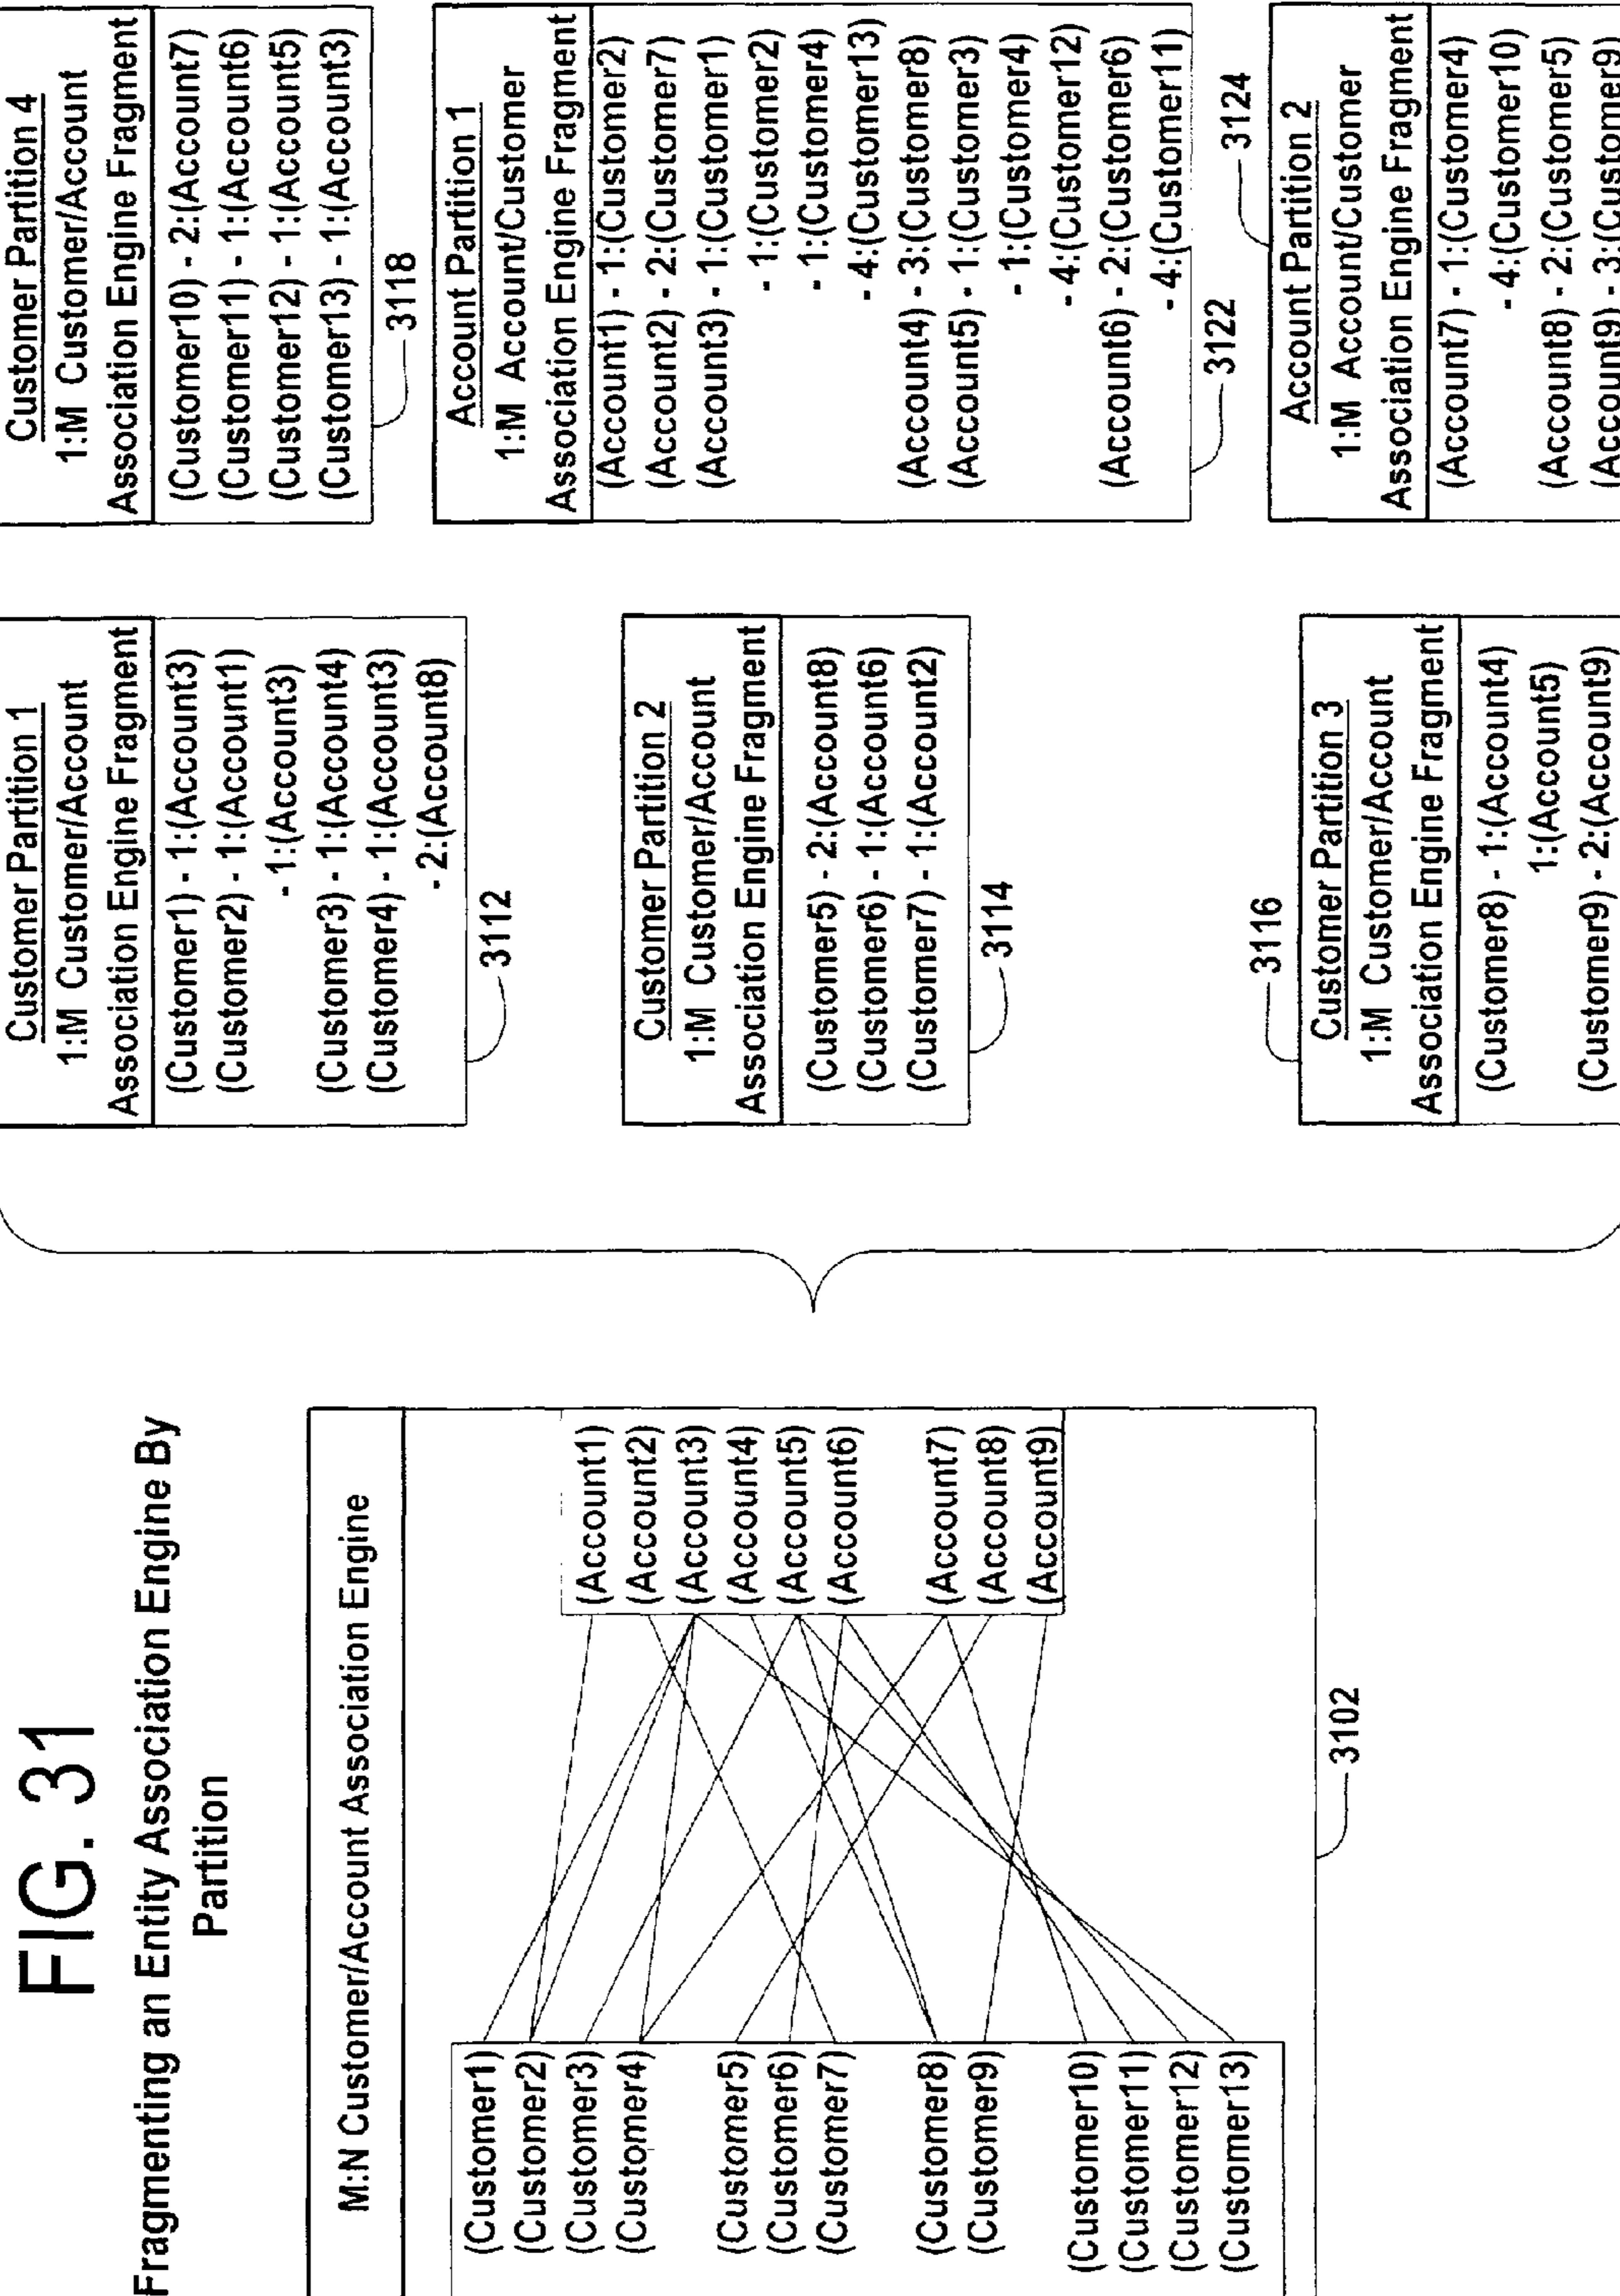 FIG. 31
Fragmenting an Entity Association Engine By
Partition
M:N Customer/Account Association Engine
(Customer1)
(Customer2)
(Customer3)
(Customer4)
(Customer5)
(Customer6)
(Customer7)
(Customer8)
(Customer9)
(Customer10)
(Customer11)
(Customer12)
(Customer13)
(Account1)
(Account2)
(Account3)
(Account4)
(Account5)
(Account6)
(Account7)
(Account8)
(Account9)
3102
Customer Partition 1
1:M Customer/Account
Association Engine Fragment
(Customer1) - 1:(Account3)
(Customer2) - 1:(Account1)
- 1:(Account3)
(Customer3) - 1:(Account4)
(Customer4) - 1:(Account3)
- 2:(Account8)
3112
Customer Partition 2
1:M Customer/Account
Association Engine Fragment
(Customer5) - 2:(Account8)
(Customer6) - 1:(Account6)
(Customer7) - 1:(Account2)
3114
3116
Customer Partition 3
1:M Customer/Account
Association Engine Fragment
(Customer8) - 1:(Account4)
1:(Account5)
(Customer9) - 2:(Account9)
Customer Partition 4
1:M Customer/Account
Association Engine Fragment
(Customer10) - 2:(Account7)
(Customer11) - 1:(Account6)
(Customer12) - 1:(Account5)
(Customer13) - 1:(Account3)
3118
Account Partition 1
1:M Account/Customer
Association Engine Fragment
(Account1) - 1:(Customer2)
(Account2) - 2:(Customer7)
(Account3) - 1:(Customer1)
- 1:(Customer2)
- 1:(Customer4)
- 4:(Customer13)
(Account4) - 3:(Customer8)
(Account5) - 1:(Customer3)
- 1:(Customer4)
- 4:(Customer12)
(Account6) - 2:(Customer6)
- 4:(Customer11)
3122
3124
Account Partition 2
1:M Account/Customer
Association Engine Fragment
(Account7) - 1:(Customer4)
- 4:(Customer10)
(Account8) - 2:(Customer5)
(Account9) - 3:(Customer9)